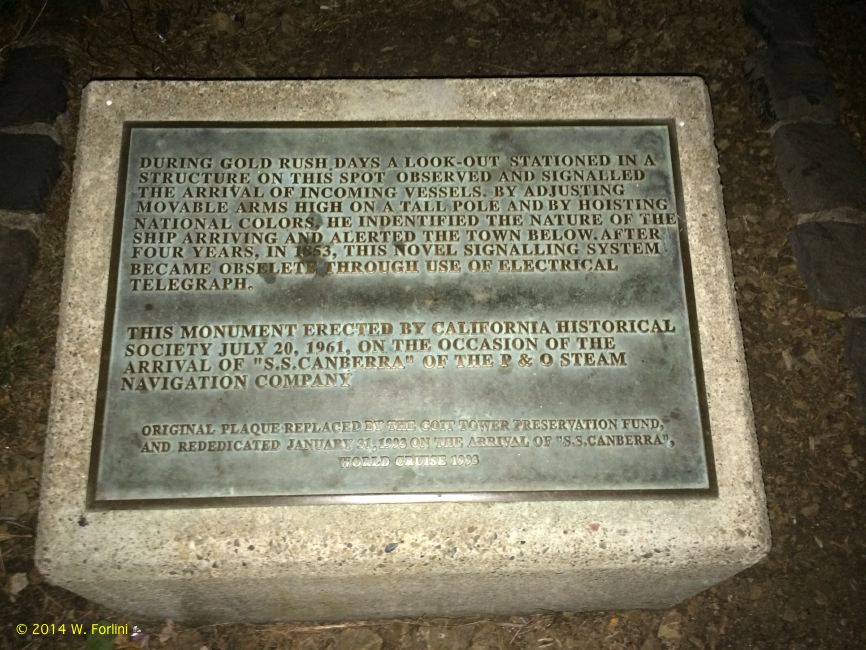 DURING GOLD RUSH DAYS A LOOK-OUT STATIONED IN A
STRUCTURE ON THIS SPOT OBSERVED AND SIGNALLED
THE ARRIVAL OF INCOMING VESSELS. BY ADJUSTING
MOVABLE ARMS HIGH ON A TALL POLE AND BY HOISTING
NATIONAL COLORS, HE INDENTIFIED THE NATURE OF THE
SHIP ARRIVING AND ALERTED THE TOWN BELOW. AFTER
FOUR YEARS, IN 1853, THIS NOVEL SIGNALLING SYSTEM
BECAME OBSELETE THROUGH USE OF ELECTRICAL
TELEGRAPH.
THIS MONUMENT ERECTED BY CALIFORNIA HISTORICAL
SOCIETY JULY 20, 1961, ON THE OCCASION OF THE
ARRIVAL OF "S.S.CANBERRA" OF THE P & O STEAM
NAVIGATION COMPANY
ORIGINAL PLAQUE REPLACED BY THE COIT TOWER PRESERVATION FUND,
AND REDEDICATED JANUARY 31, 1993 ON THE ARRIVAL OF "S.S.CANBERRA",
WORLD CRUISE 1993
© 2014 W. Forlini